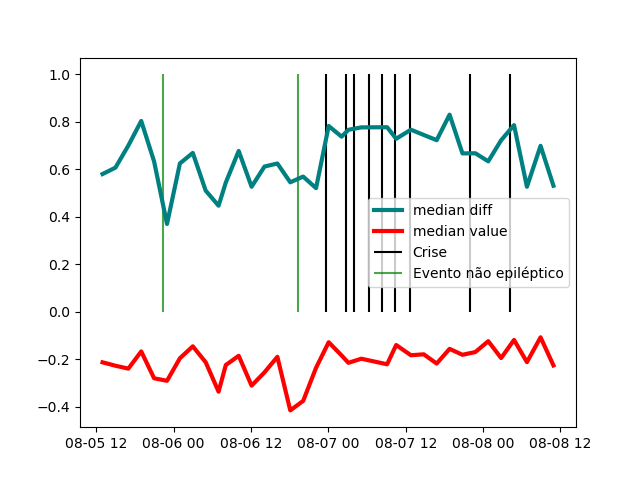 1.0
0.8
0.6
0.4
0.2
0.0
−0.2
−0.4
median diff
median value
Crise
Evento não epiléptico
08-05 12 08-06 00 08-06 12 08-07 00 08-07 12 08-08 00 08-08 12